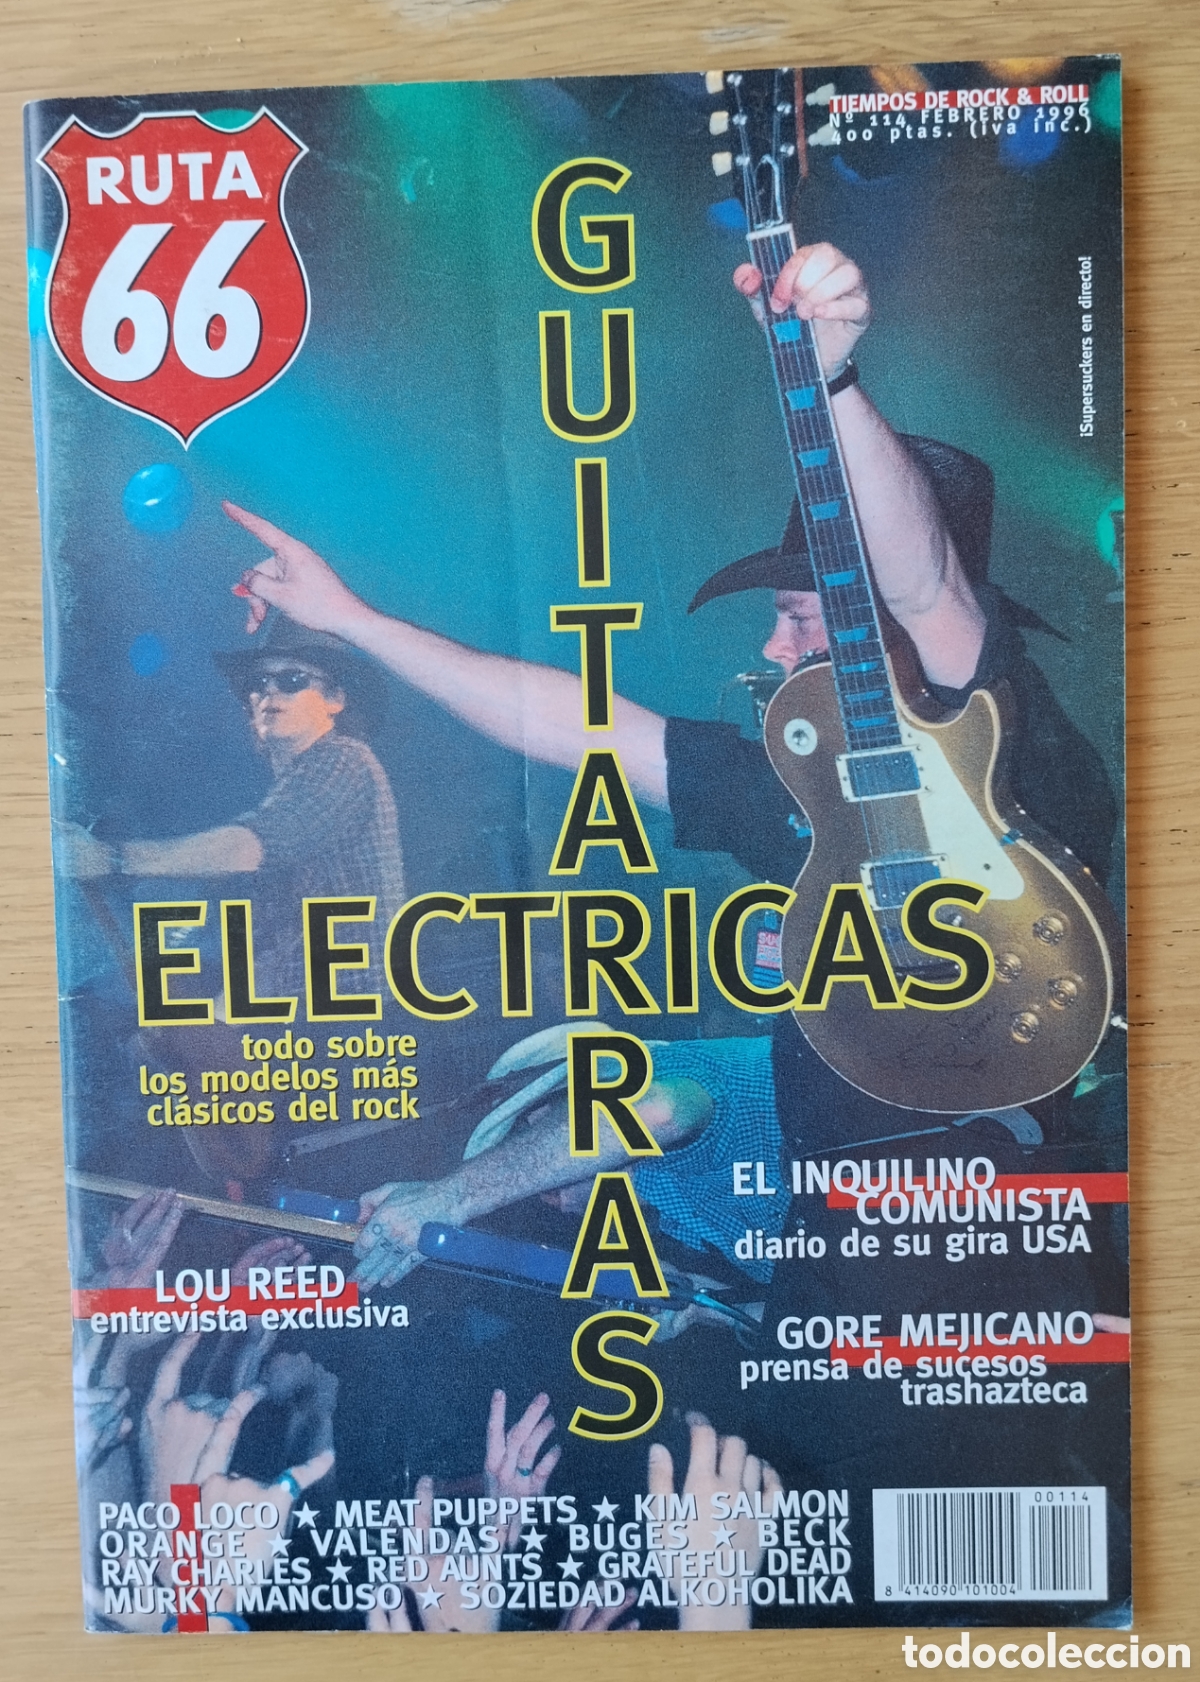 RUTA
66
TIEMPOS DE ROCK & ROLL
Nº 114 FEBRERO 1996
400 ptas. (iva inc.)
¡Supersuckers en directo!
GUITARRAS
ELECTRICAS
todo sobre
los modelos más
clásicos del rock
EL INQUILINO
COMUNISTA
diario de su gira USA
LOU REED
entrevista exclusiva
GORE MEJICANO
prensa de sucesos
trashazteca
PACO LOCO ★ MEAT PUPPETS ★ KIM SALMON
ORANGE ★ VALENDAS ★ BUGES ★ BECK
RAY CHARLES ★ RED AUNTS ★ GRATEFUL DEAD
MURKY MANCUSO ★ SOZIEDAD ALKOHOLIKA
00114
8 414090 101004
todocoleccion